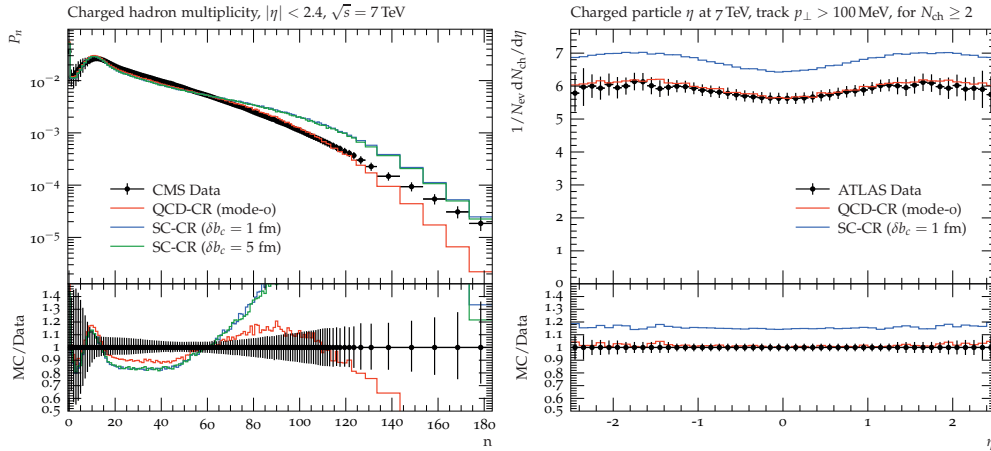 Charged hadron multiplicity, |η| < 2.4, √s = 7 TeV
P_n
10⁻²
10⁻³
10⁻⁴
10⁻⁵
CMS Data
QCD-CR (mode-0)
SC-CR (δb_c = 1 fm)
SC-CR (δb_c = 5 fm)
MC/Data
1.4
1.3
1.2
1.1
1
0.9
0.8
0.7
0.6
0.5
0 20 40 60 80 100 120 140 160 180
n
Charged particle η at 7 TeV, track p⊥ > 100 MeV, for N_ch ≥ 2
1/N_ev dN_ch/dη
7
6
5
4
3
2
1
0
ATLAS Data
QCD-CR (mode-0)
SC-CR (δb_c = 1 fm)
MC/Data
1.4
1.3
1.2
1.1
1
0.9
0.8
0.7
0.6
0.5
-2 -1 0 1 2
η